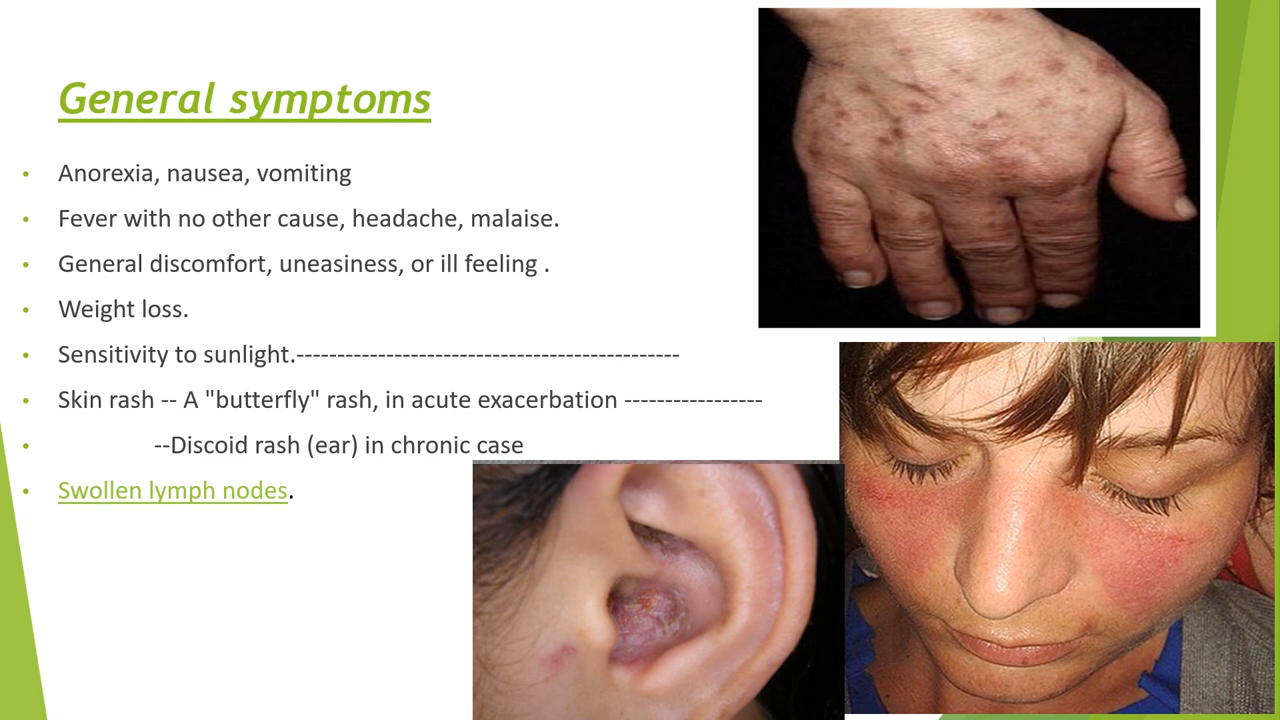 General symptoms
• Anorexia, nausea, vomiting
• Fever with no other cause, headache, malaise.
• General discomfort, uneasiness, or ill feeling .
• Weight loss.
• Sensitivity to sunlight.-----------------------------------------------
• Skin rash -- A "butterfly" rash, in acute exacerbation -----------------
• --Discoid rash (ear) in chronic case
• Swollen lymph nodes.